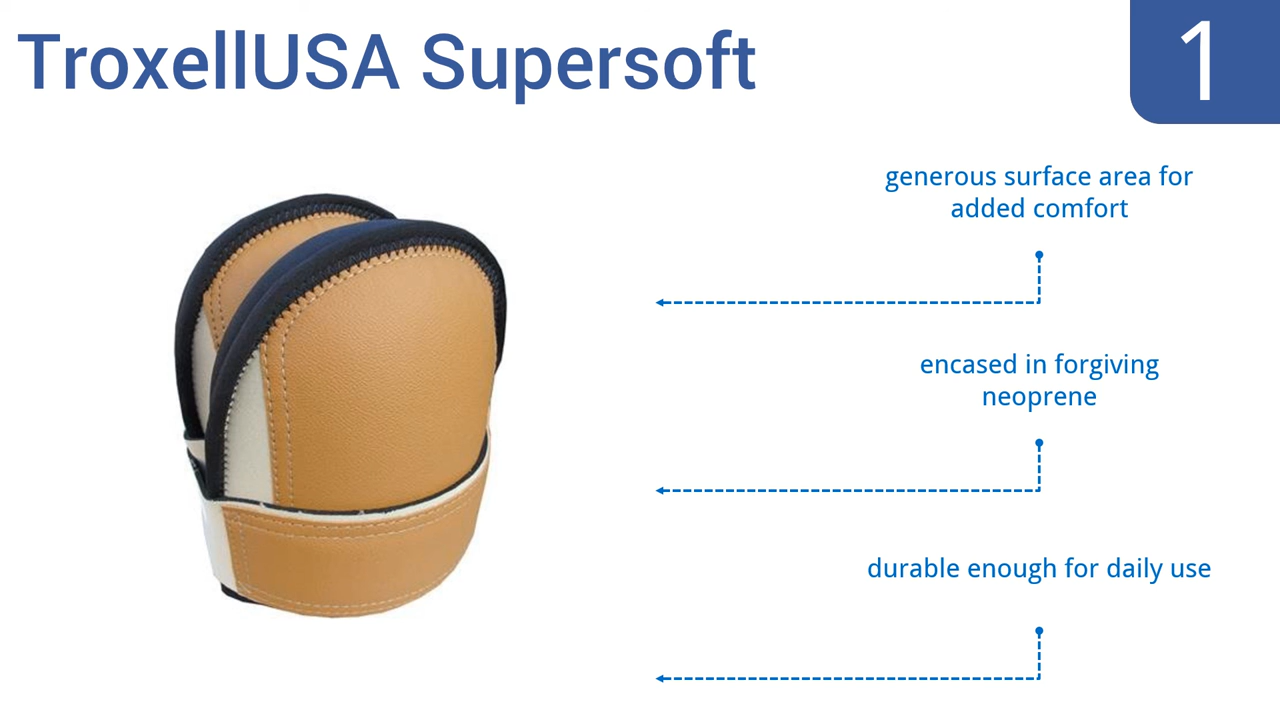 TroxellUSA Supersoft
1
generous surface area for
added comfort
encased in forgiving
neoprene
durable enough for daily use